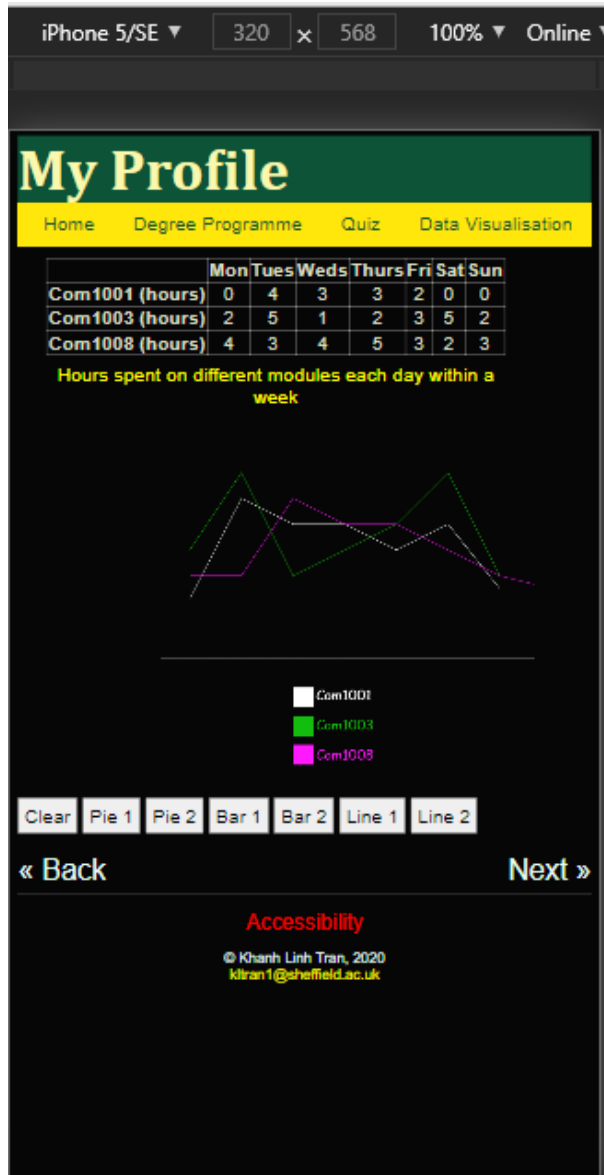 iPhone 5/SE ▼ 320 × 568 100% ▼ Online ▼
My Profile
Home Degree Programme Quiz Data Visualisation
Mon Tues Weds Thurs Fri Sat Sun
Com1001 (hours) 0 4 3 3 2 0 0
Com1003 (hours) 2 5 1 2 3 5 2
Com1008 (hours) 4 3 4 5 3 2 3
Hours spent on different modules each day within a
week
Com1001
Com1003
Com1008
Clear Pie 1 Pie 2 Bar 1 Bar 2 Line 1 Line 2
« Back Next »
Accessibility
© Khanh Linh Tran, 2020
kltran1@sheffield.ac.uk